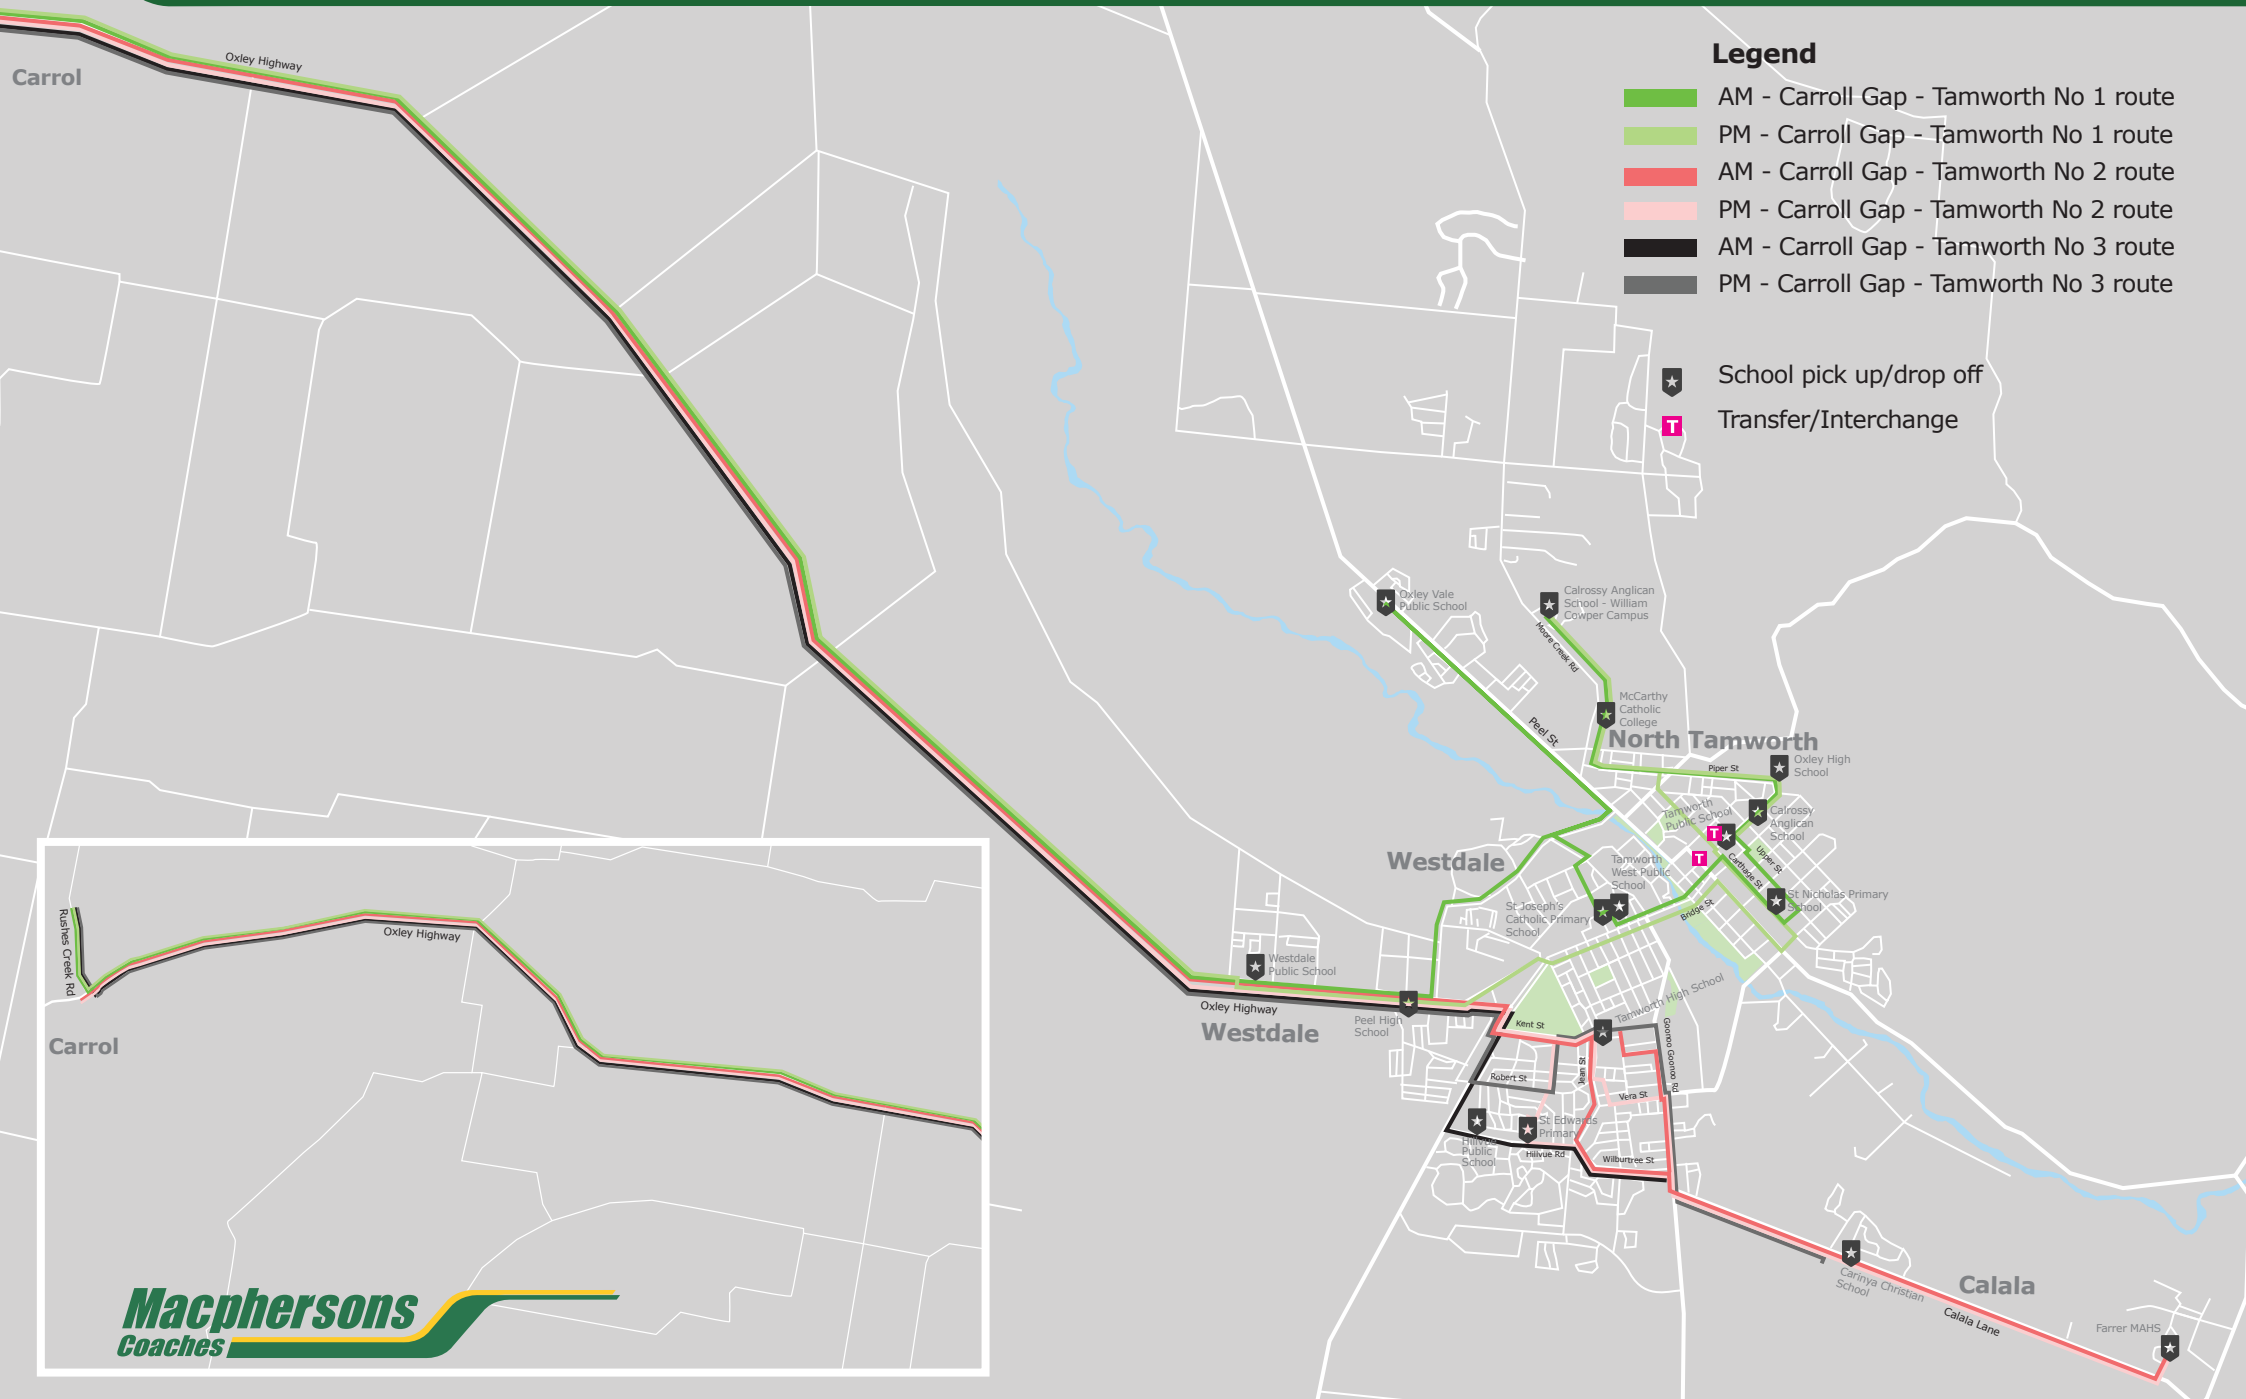 Legend
AM - Carroll Gap - Tamworth No 1 route
PM - Carroll Gap - Tamworth No 1 route
AM - Carroll Gap - Tamworth No 2 route
PM - Carroll Gap - Tamworth No 2 route
AM - Carroll Gap - Tamworth No 3 route
PM - Carroll Gap - Tamworth No 3 route
School pick up/drop off
T
Transfer/Interchange
Oxley Highway
Carrol
Oxley Vale
Public School
Calrossy Anglican
School - William
Cowper Campus
Moore Creek Rd
McCarthy
Catholic
College
Peel St
North Tamworth
Piper St
Oxley High
School
Tamworth
Public School
Calrossy
Anglican
School
T
T
Upper St
Carthage St
Westdale
Tamworth
West Public
School
St Joseph's
Catholic Primary
School
Bridge St
St Nicholas Primary
School
Westdale
Public School
Oxley Highway
Westdale
Peel High
School
Kent St
Tamworth High School
Goonoo Goonoo Rd
Jean St
Robert St
Vera St
St Edwards
Primary
Hillvue
Public
School
Hillvue Rd
Wilburtree St
Carinya Christian
School
Calala
Calala Lane
Farrer MAHS
Rushes Creek Rd
Oxley Highway
Carrol
Macphersons
Coaches